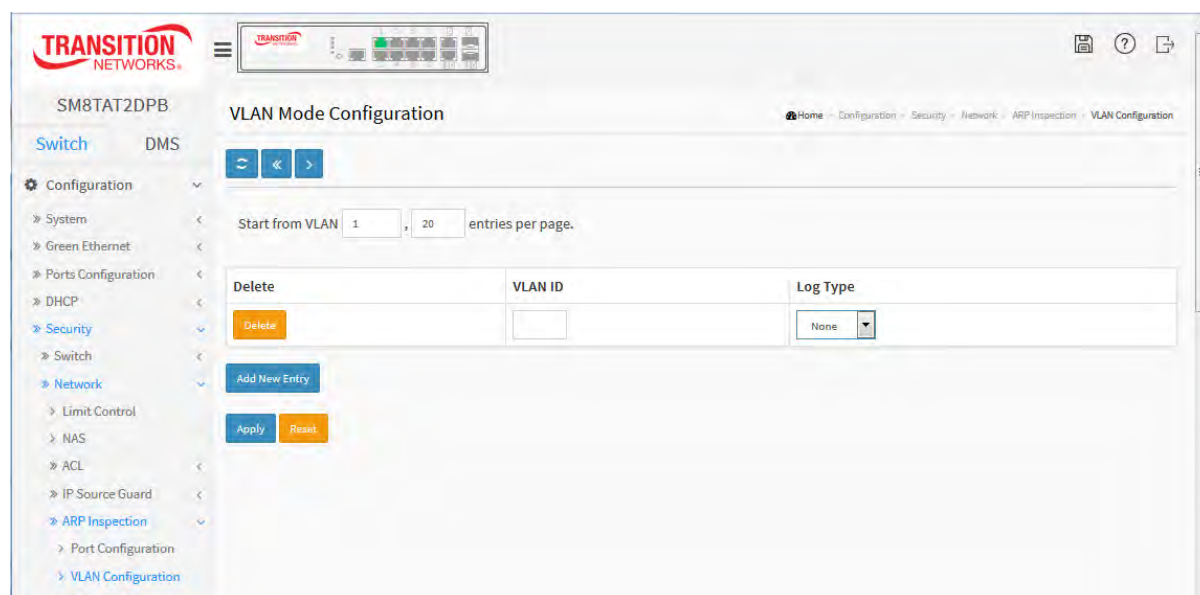 TRANSITION
NETWORKS®
TRANSITION
SM8TAT2DPB
Switch DMS
Configuration
System
Green Ethernet
Ports Configuration
DHCP
Security
Switch
Network
Limit Control
NAS
ACL
IP Source Guard
ARP Inspection
Port Configuration
VLAN Configuration
VLAN Mode Configuration
Home - Configuration - Security - Network - ARP Inspection - VLAN Configuration
Start from VLAN 1 , 20 entries per page.
Delete VLAN ID Log Type
Delete None
Add New Entry
Apply Reset